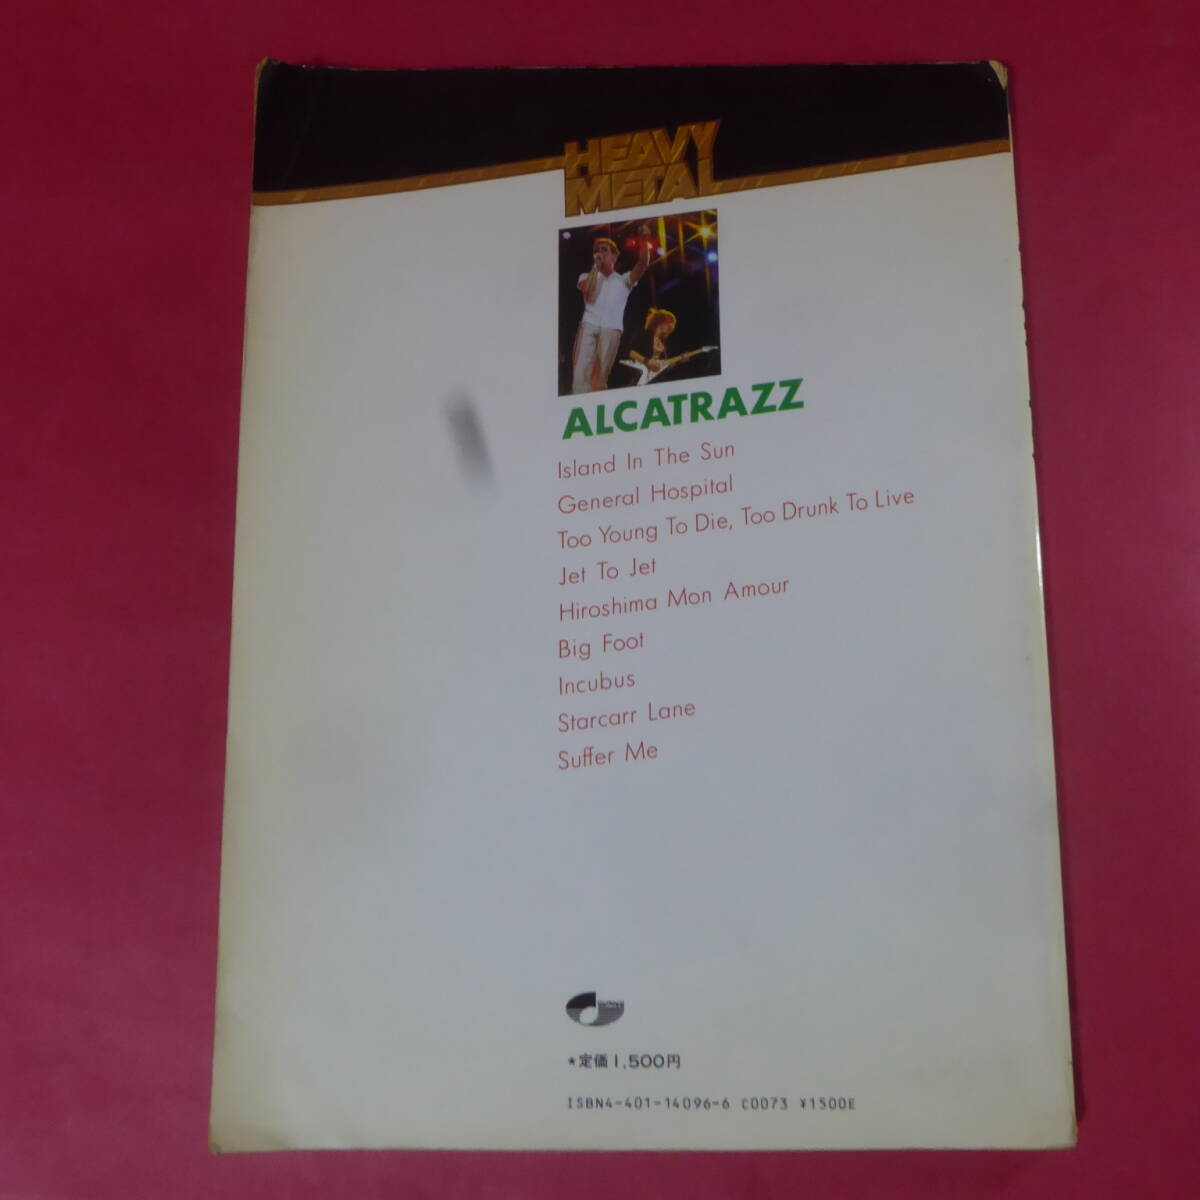 HEAVY
METAL
ALCATRAZZ
Island In The Sun
General Hospital
Too Young To Die, Too Drunk To Live
Jet To Jet
Hiroshima Mon Amour
Big Foot
Incubus
Starcarr Lane
Suffer Me
★定価1,500円
ISBN4-401-14096-6 C0073 ¥1500E